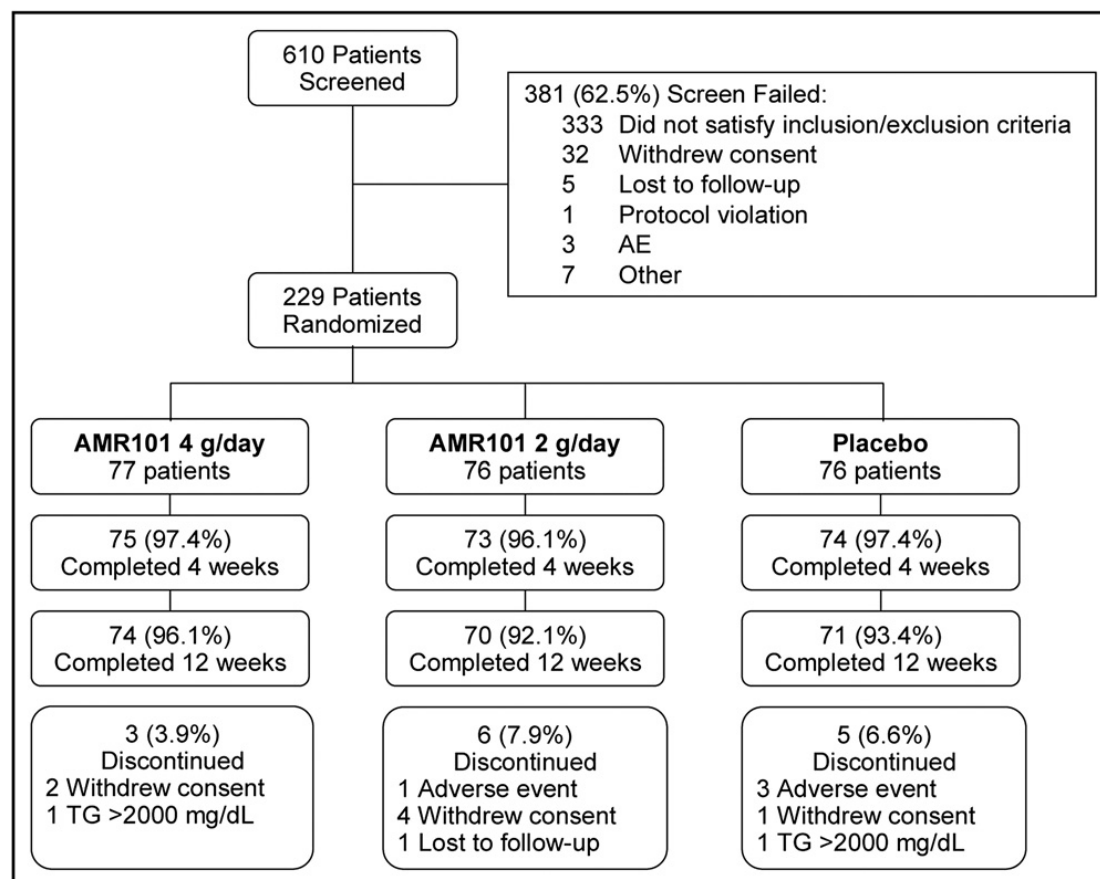 610 Patients
Screened
381 (62.5%) Screen Failed:
333 Did not satisfy inclusion/exclusion criteria
32 Withdrew consent
5 Lost to follow-up
1 Protocol violation
3 AE
7 Other
229 Patients
Randomized
AMR101 4 g/day
77 patients
75 (97.4%)
Completed 4 weeks
74 (96.1%)
Completed 12 weeks
3 (3.9%)
Discontinued
2 Withdrew consent
1 TG >2000 mg/dL
AMR101 2 g/day
76 patients
73 (96.1%)
Completed 4 weeks
70 (92.1%)
Completed 12 weeks
6 (7.9%)
Discontinued
1 Adverse event
4 Withdrew consent
1 Lost to follow-up
Placebo
76 patients
74 (97.4%)
Completed 4 weeks
71 (93.4%)
Completed 12 weeks
5 (6.6%)
Discontinued
3 Adverse event
1 Withdrew consent
1 TG >2000 mg/dL